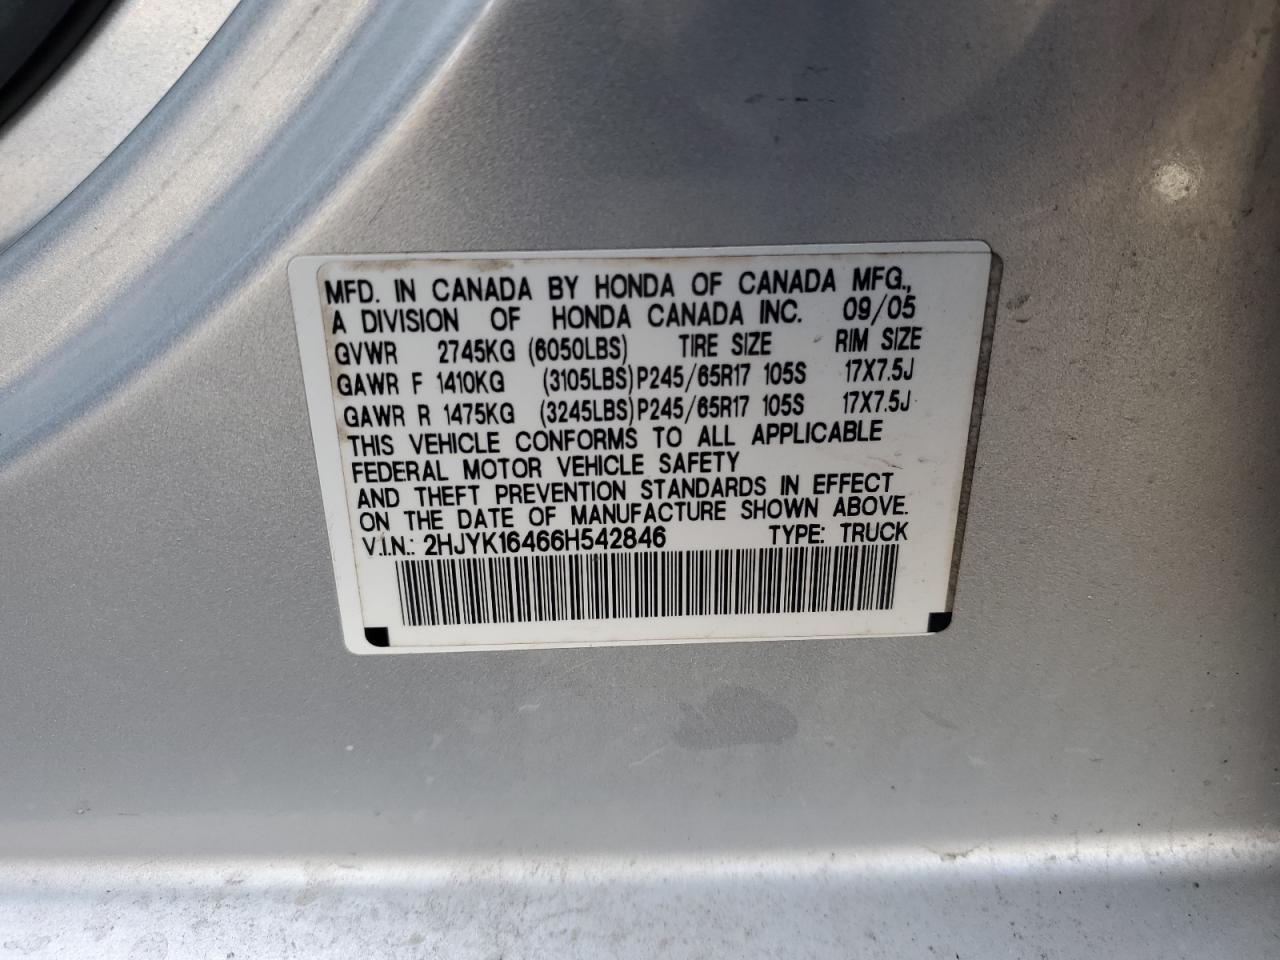 MFD. IN CANADA BY HONDA OF CANADA MFG.,
A DIVISION OF HONDA CANADA INC. 09/05
GVWR 2745KG (6050LBS) TIRE SIZE RIM SIZE
GAWR F 1410KG (3105LBS) P245/65R17 105S 17X7.5J
GAWR R 1475KG (3245LBS) P245/65R17 105S 17X7.5J
THIS VEHICLE CONFORMS TO ALL APPLICABLE
FEDERAL MOTOR VEHICLE SAFETY
AND THEFT PREVENTION STANDARDS IN EFFECT
ON THE DATE OF MANUFACTURE SHOWN ABOVE.
V.I.N.: 2HJYK16466H542846 TYPE: TRUCK